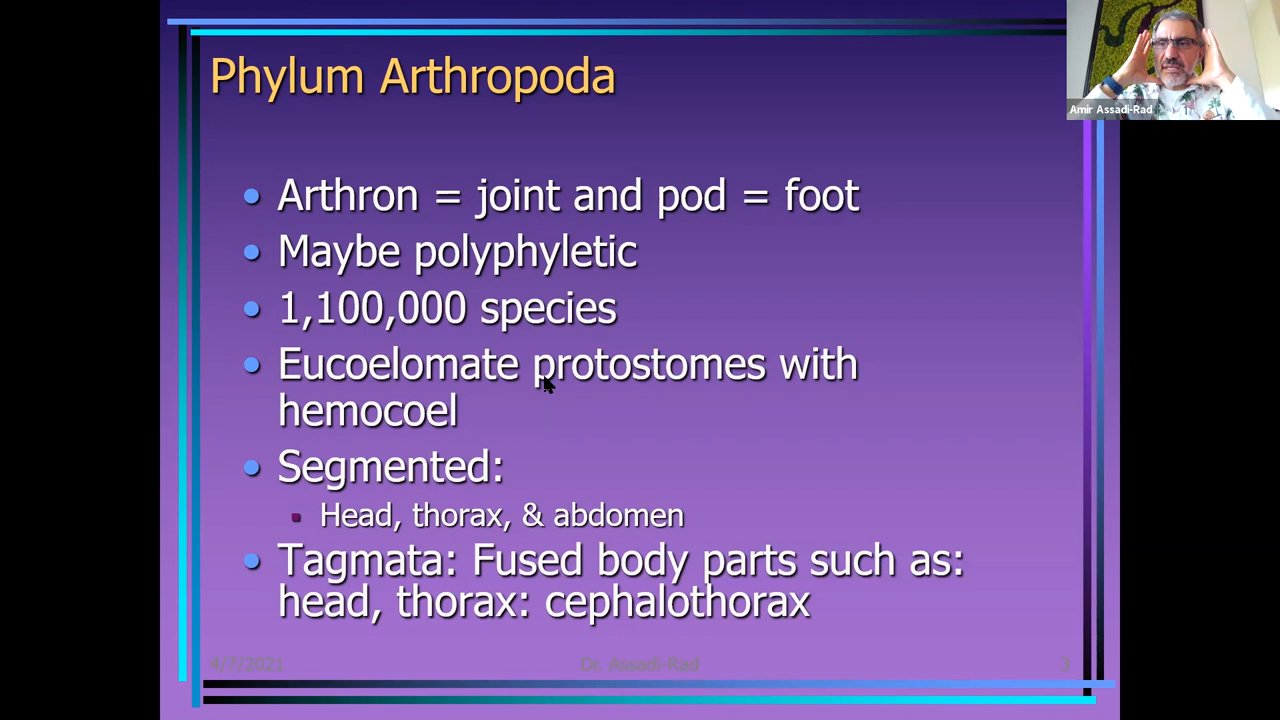 Phylum Arthropoda
Amir Assadi-Rad
• Arthron = joint and pod = foot
• Maybe polyphyletic
• 1,100,000 species
• Eucoelomate protostomes with
hemocoel
• Segmented:
▪ Head, thorax, & abdomen
• Tagmata: Fused body parts such as:
head, thorax: cephalothorax
4/7/2021
Dr. Assadi-Rad
3